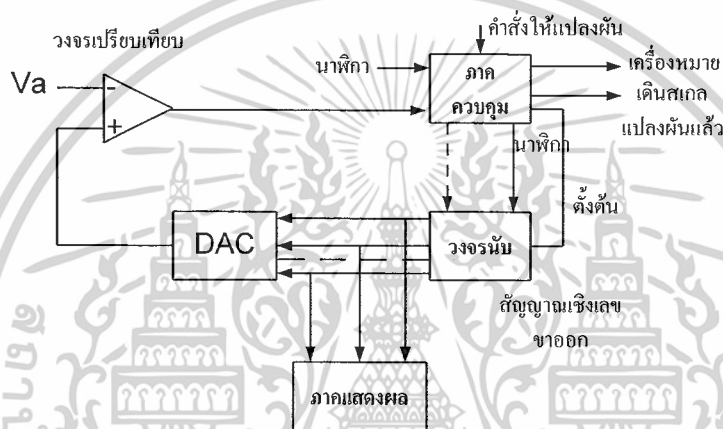 คำสั่งให้แปลงผัน
วงจรเปรียบเทียบ
นาฬิกา
ภาค
ควบคุม
เครื่องหมาย
เดินสเกล
แปลงผันแล้ว
Va
-
+
นาฬิกา
ตั้งต้น
DAC
วงจรนับ
สัญญาณเชิงเลข
ขาออก
ภาคแสดงผล